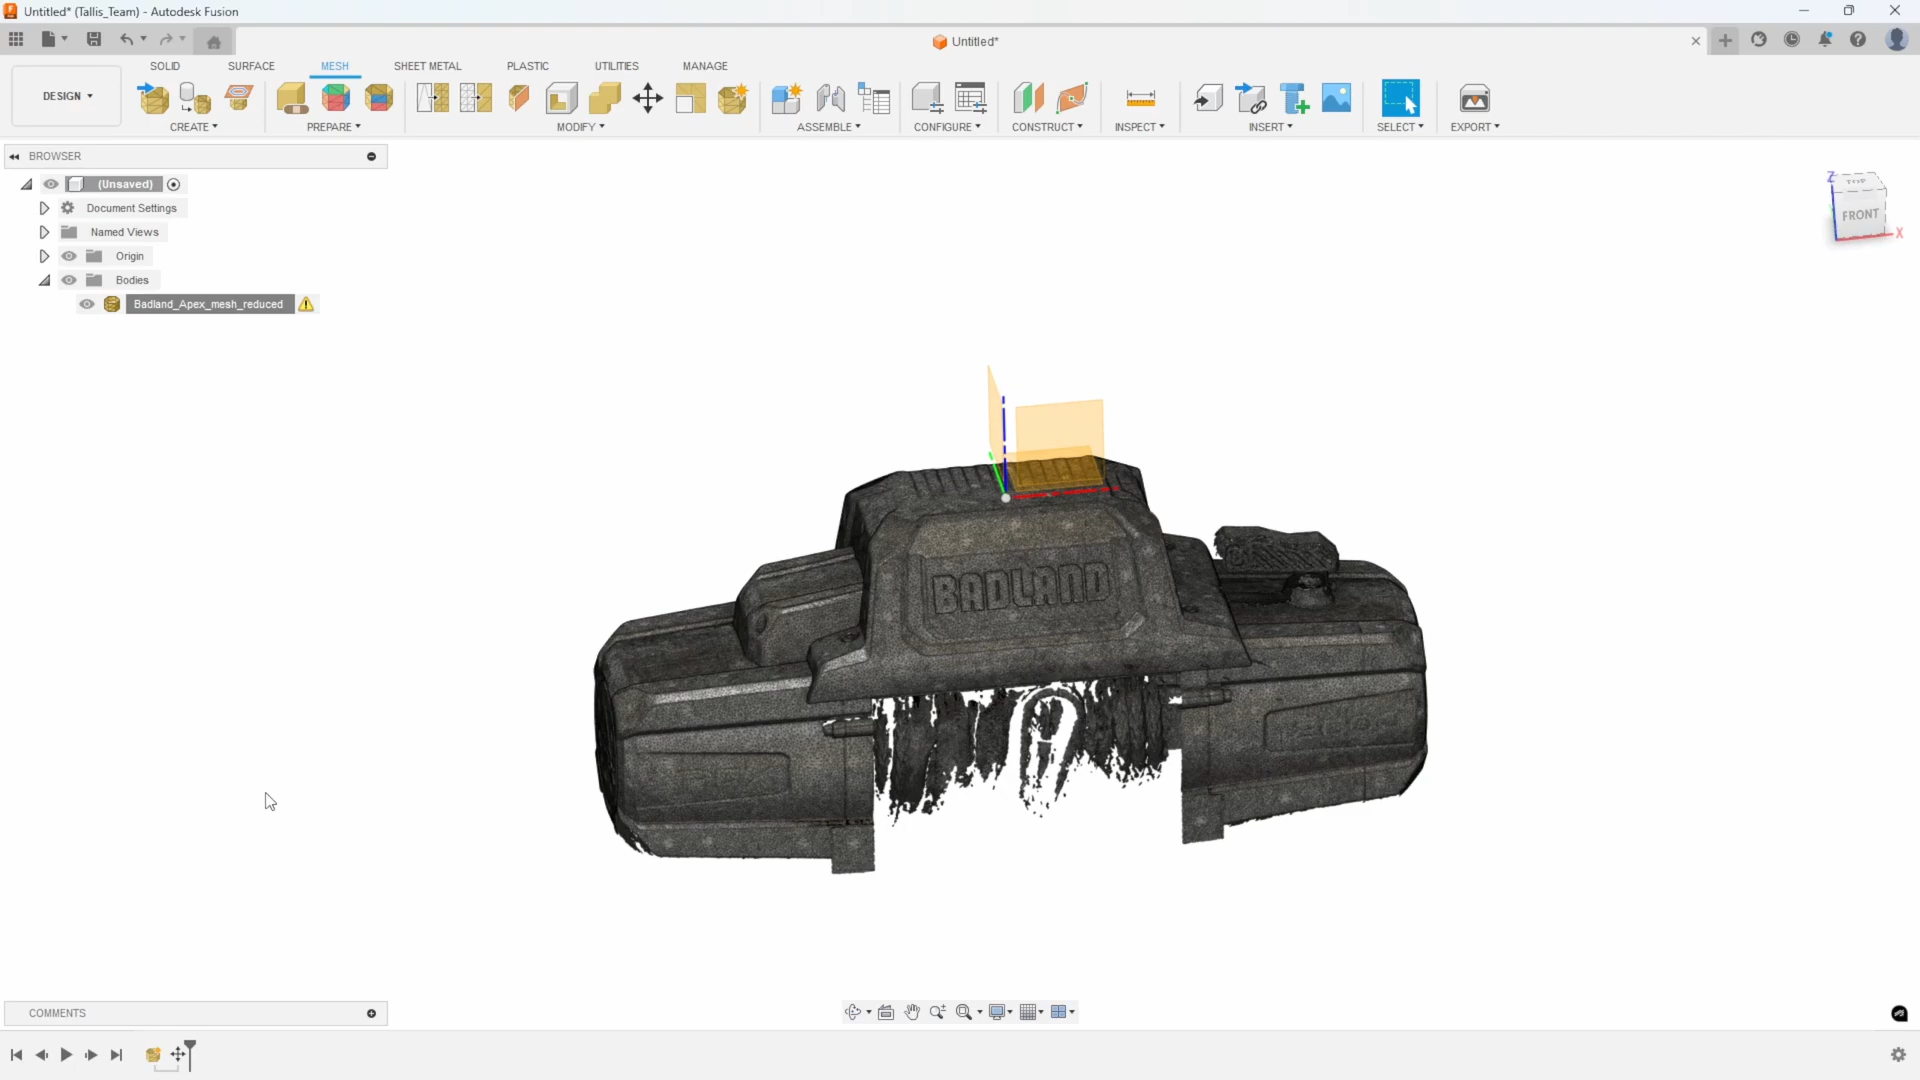 Untitled* (Tallis_Team) - Autodesk Fusion
Untitled*
SOLID
SURFACE
MESH
SHEET METAL
PLASTIC
UTILITIES
MANAGE
DESIGN
CREATE
PREPARE
MODIFY
ASSEMBLE
CONFIGURE
CONSTRUCT
INSPECT
INSERT
SELECT
EXPORT
BROWSER
(Unsaved)
Document Settings
Named Views
Origin
Bodies
Badland_Apex_mesh_reduced
Z
TOP
FRONT
X
BADLAND
COMMENTS